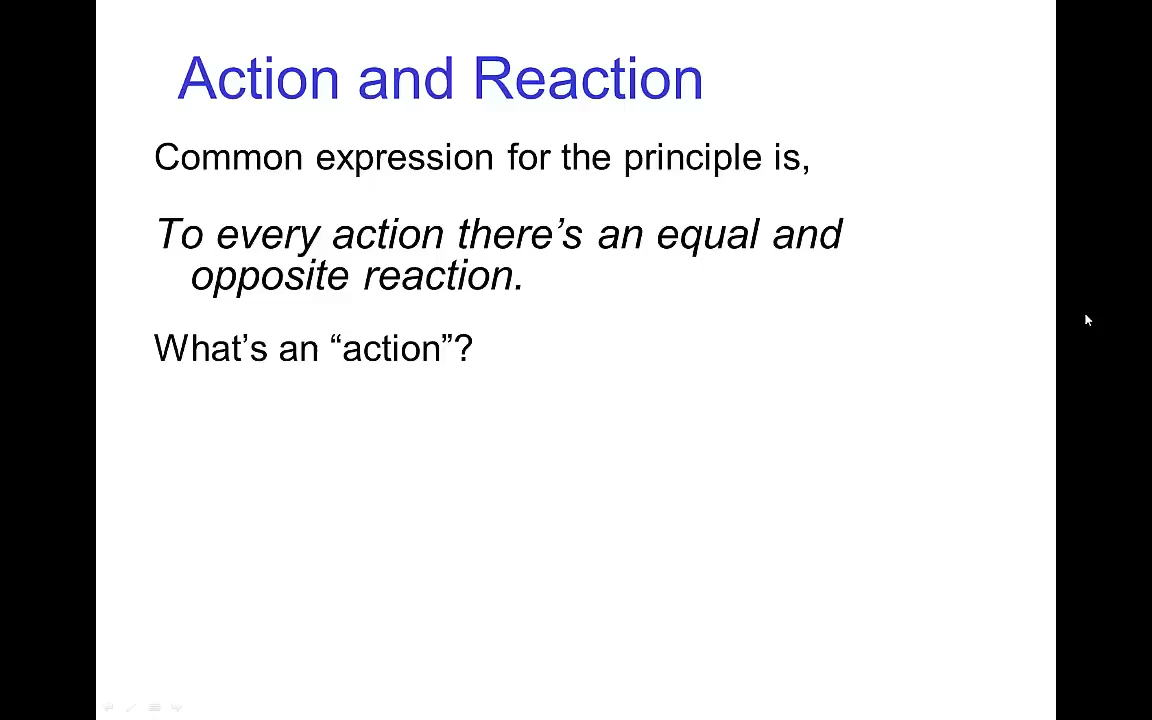 Action and Reaction
Common expression for the principle is,
To every action there’s an equal and
opposite reaction.
What’s an “action”?